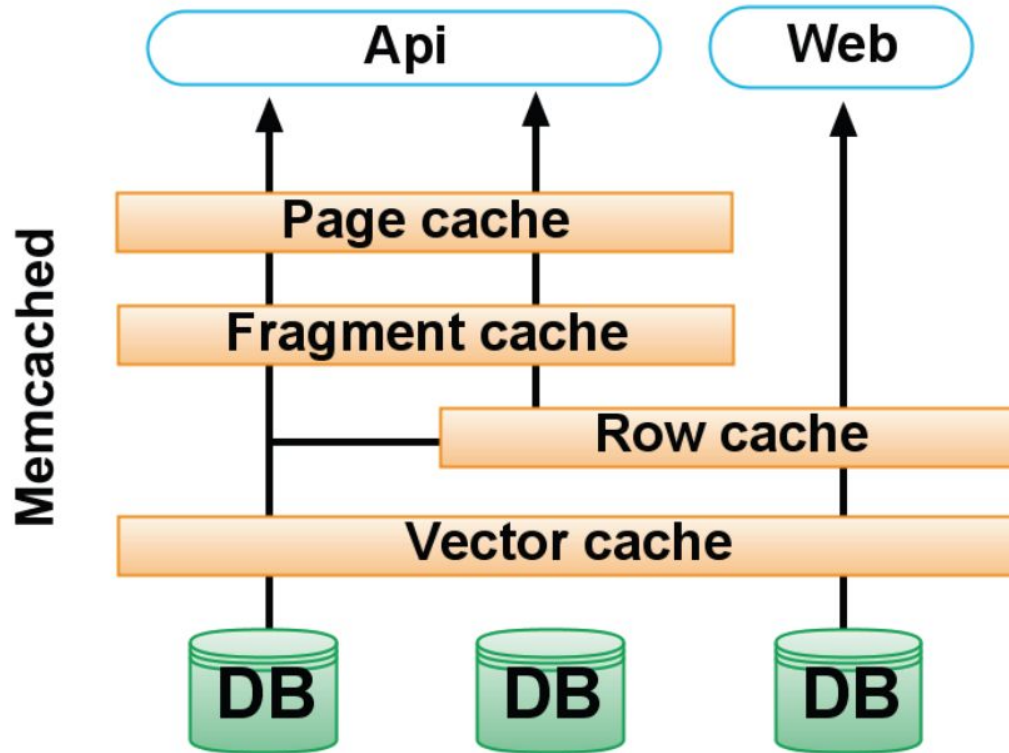 Api
Web
Memcached
Page cache
Fragment cache
Row cache
Vector cache
DB
DB
DB